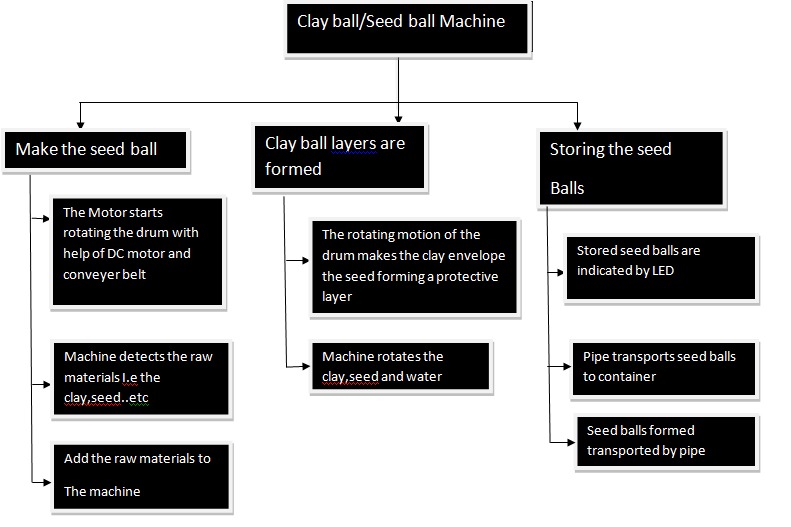 Clay ball/Seed ball Machine
Make the seed ball
The Motor starts
rotating the drum with
help of DC motor and
conveyer belt
Machine detects the raw
materials I.e the
clay,seed..etc
Add the raw materials to
The machine
Clay ball layers are
formed
The rotating motion of the
drum makes the clay envelope
the seed forming a protective
layer
Machine rotates the
clay,seed and water
Storing the seed
Balls
Stored seed balls are
indicated by LED
Pipe transports seed balls
to container
Seed balls formed
transported by pipe